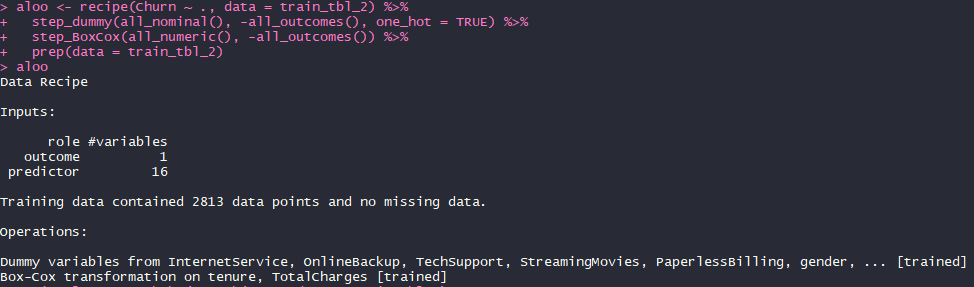 > aloo <- recipe(Churn ~ ., data = train_tbl_2) %>%
+   step_dummy(all_nominal(), -all_outcomes(), one_hot = TRUE) %>%
+   step_BoxCox(all_numeric(), -all_outcomes()) %>%
+   prep(data = train_tbl_2)
> aloo
Data Recipe
Inputs:
role #variables
outcome 1
predictor 16
Training data contained 2813 data points and no missing data.
Operations:
Dummy variables from InternetService, OnlineBackup, TechSupport, StreamingMovies, PaperlessBilling, gender, ... [trained]
Box-Cox transformation on tenure, TotalCharges [trained]